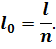 l₀ = l/n.